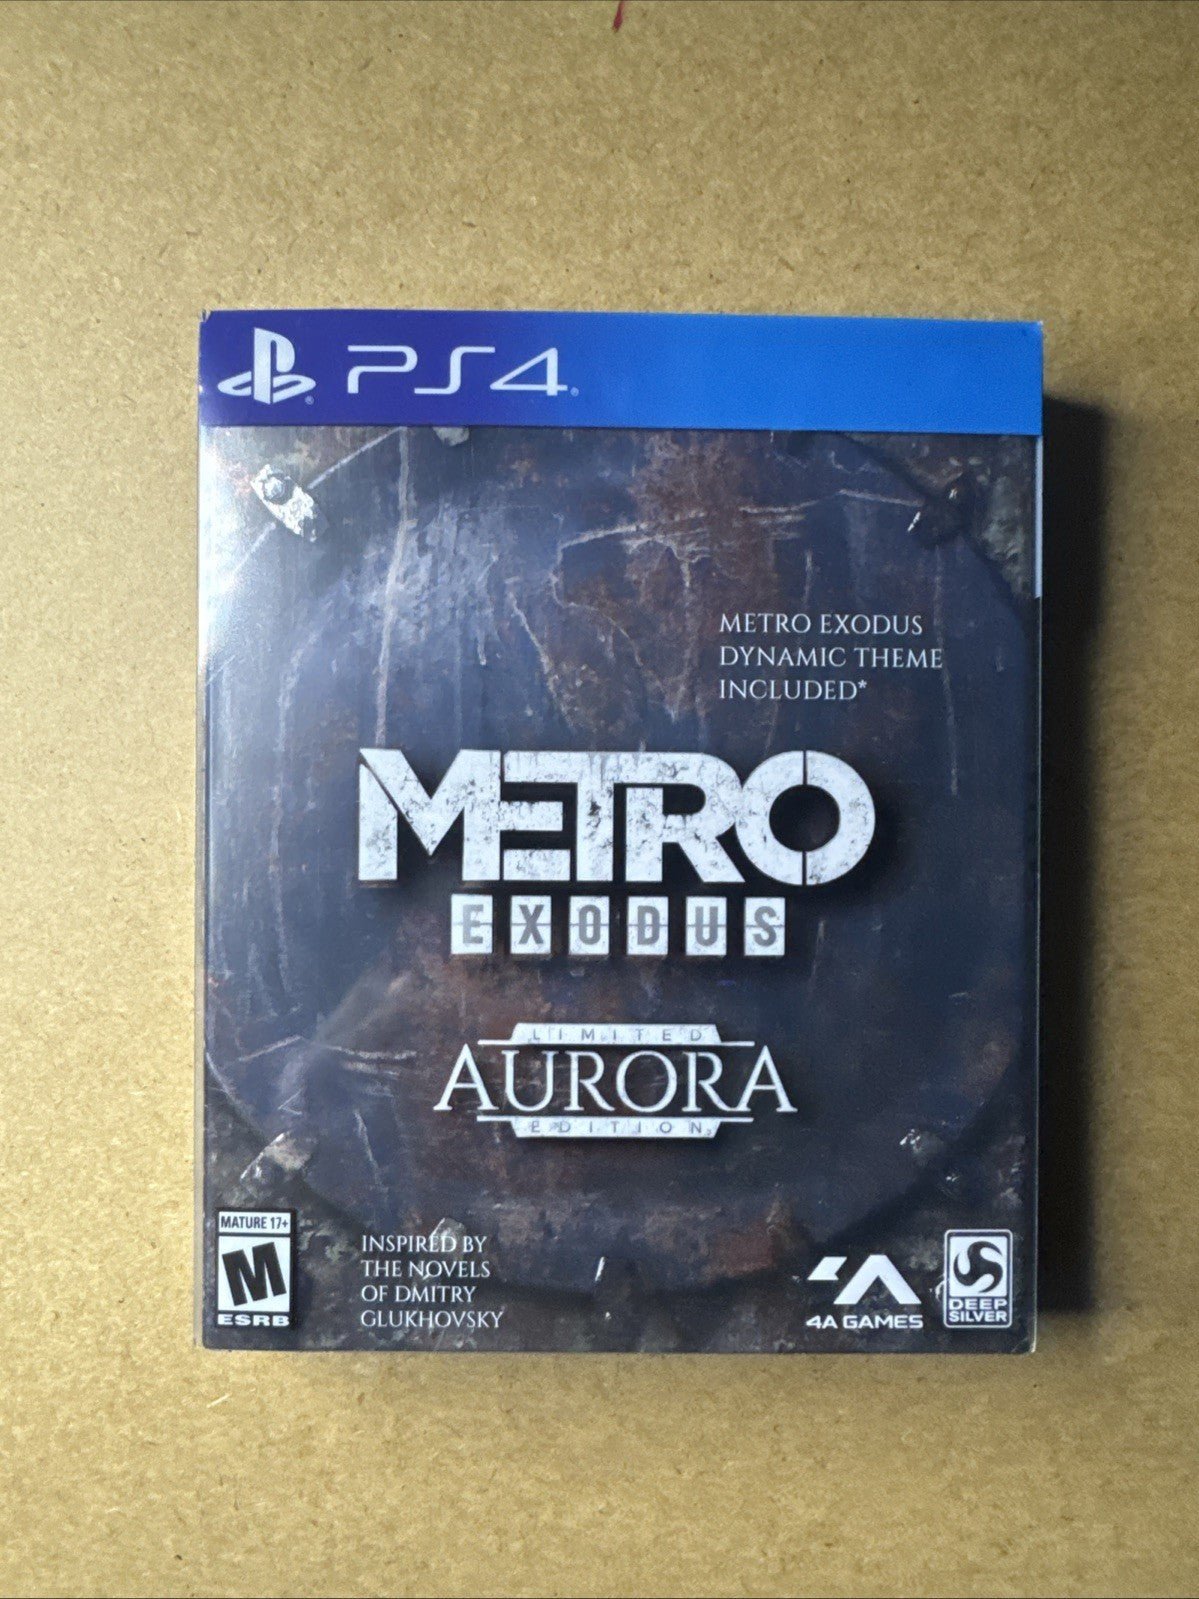 PS4
METRO EXODUS
DYNAMIC THEME
INCLUDED*
METRO
EXODUS
LIMITED
AURORA
EDITION
MATURE 17+
M
ESRB
INSPIRED BY
THE NOVELS
OF DMITRY
GLUKHOVSKY
4A GAMES
DEEP
SILVER